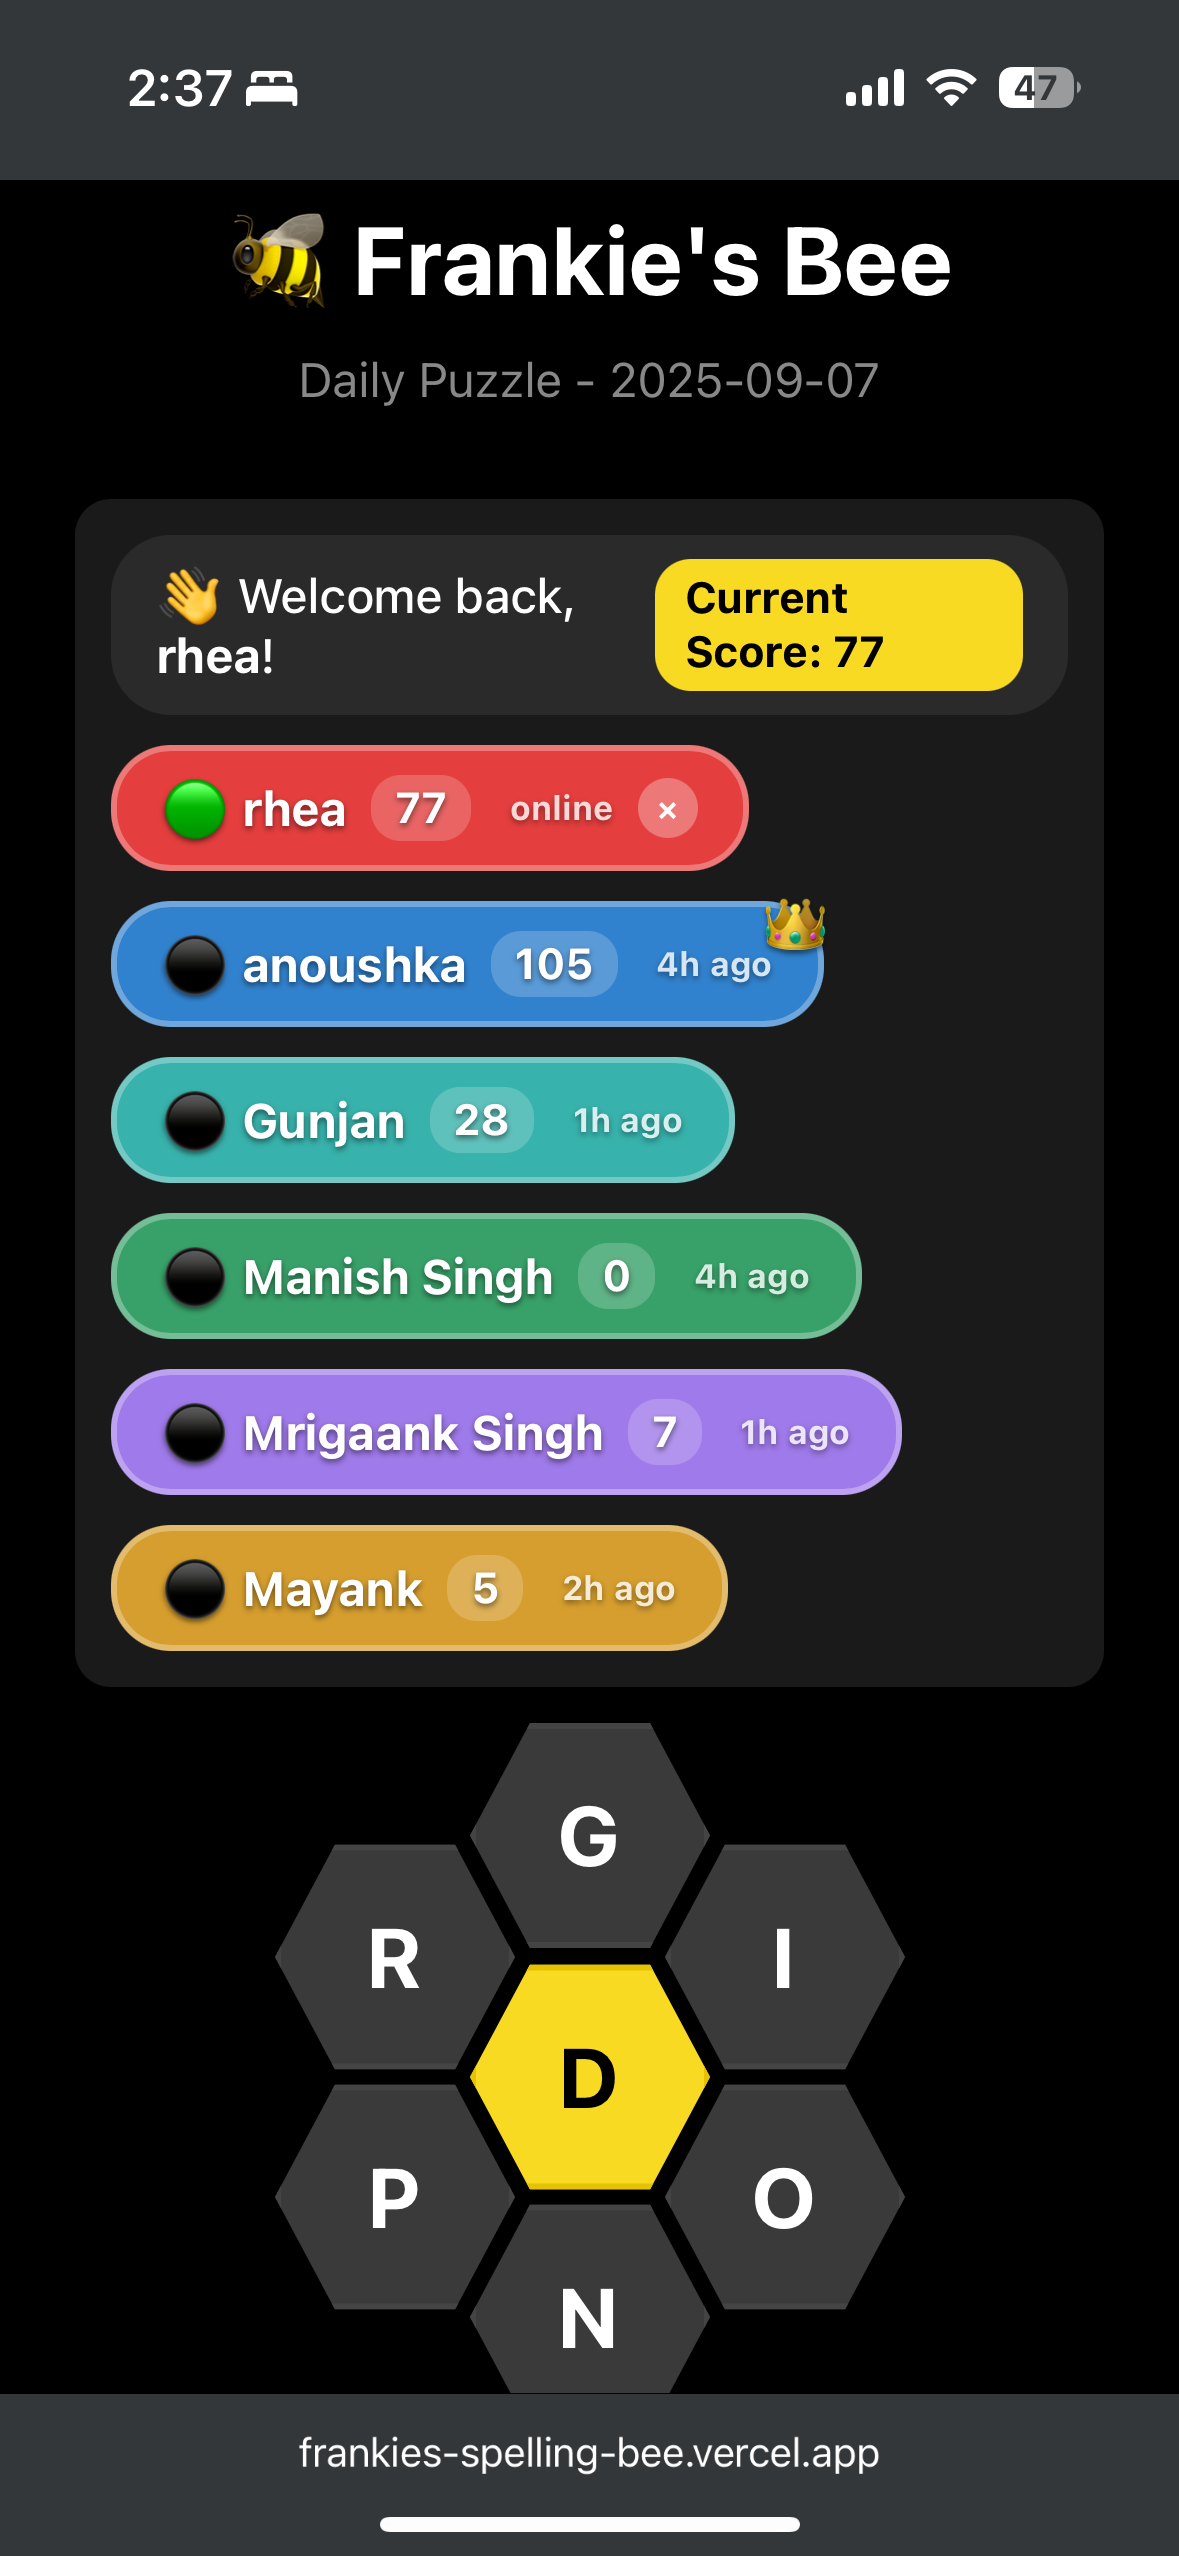 2:37
47
Frankie's Bee
Daily Puzzle - 2025-09-07
Welcome back,
rhea!
Current
Score: 77
rhea 77 online ×
anoushka 105 4h ago
Gunjan 28 1h ago
Manish Singh 0 4h ago
Mrigaank Singh 7 1h ago
Mayank 5 2h ago
G
R
I
D
P
O
N
frankies-spelling-bee.vercel.app